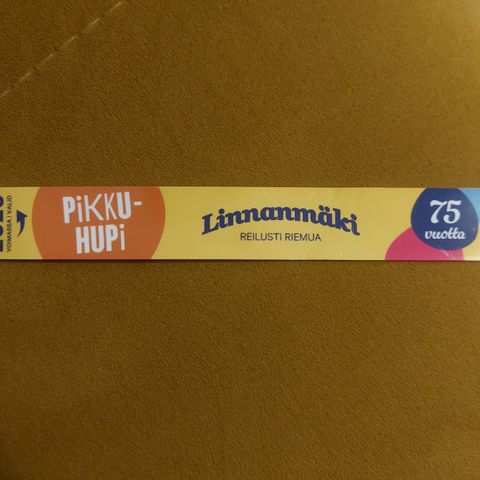 VOIMASSA | VALID
PiKKU-
HUPi
Linnanmäki
REILUSTI RIEMUA
75
vuotta